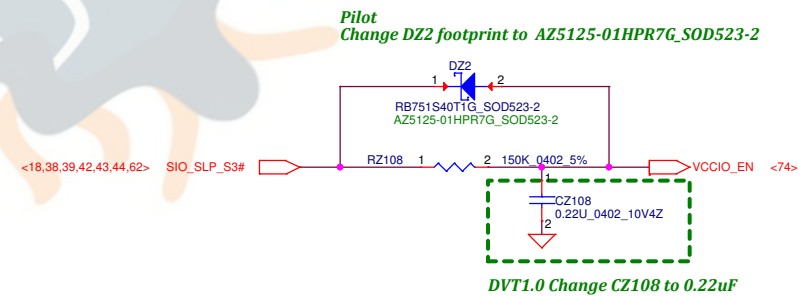 Pilot
Change DZ2 footprint to AZ5125-01HPR7G_SOD523-2
DZ2
1 2
RB751S40T1G_SOD523-2
AZ5125-01HPR7G_SOD523-2
<18,38,39,42,43,44,62> SIO_SLP_S3# RZ108 1 2 150K_0402_5% VCCIO_EN <74>
1
CZ108
0.22U_0402_10V4Z
2
DVT1.0 Change CZ108 to 0.22uF